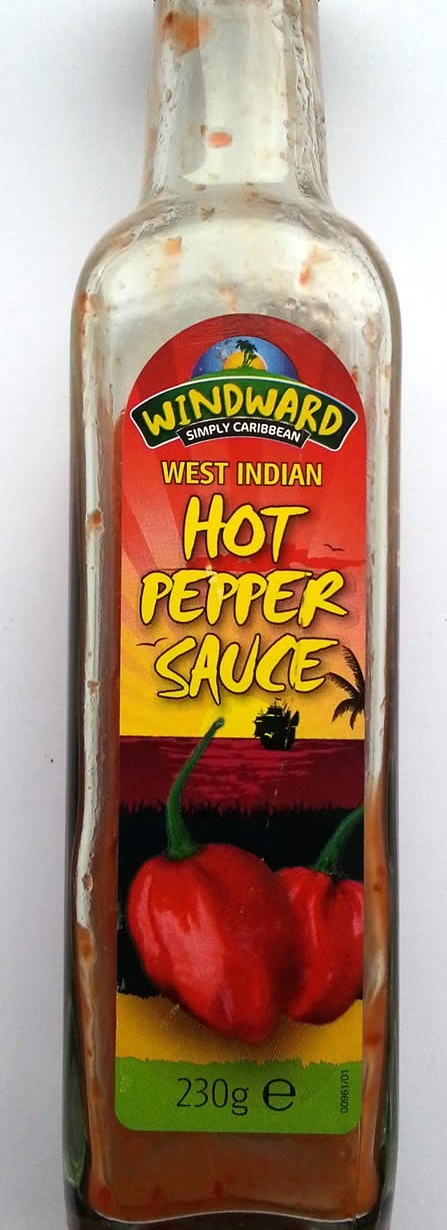 WINDWARD
SIMPLY CARIBBEAN
WEST INDIAN
HOT
PEPPER
SAUCE
230g ℮
00961/01